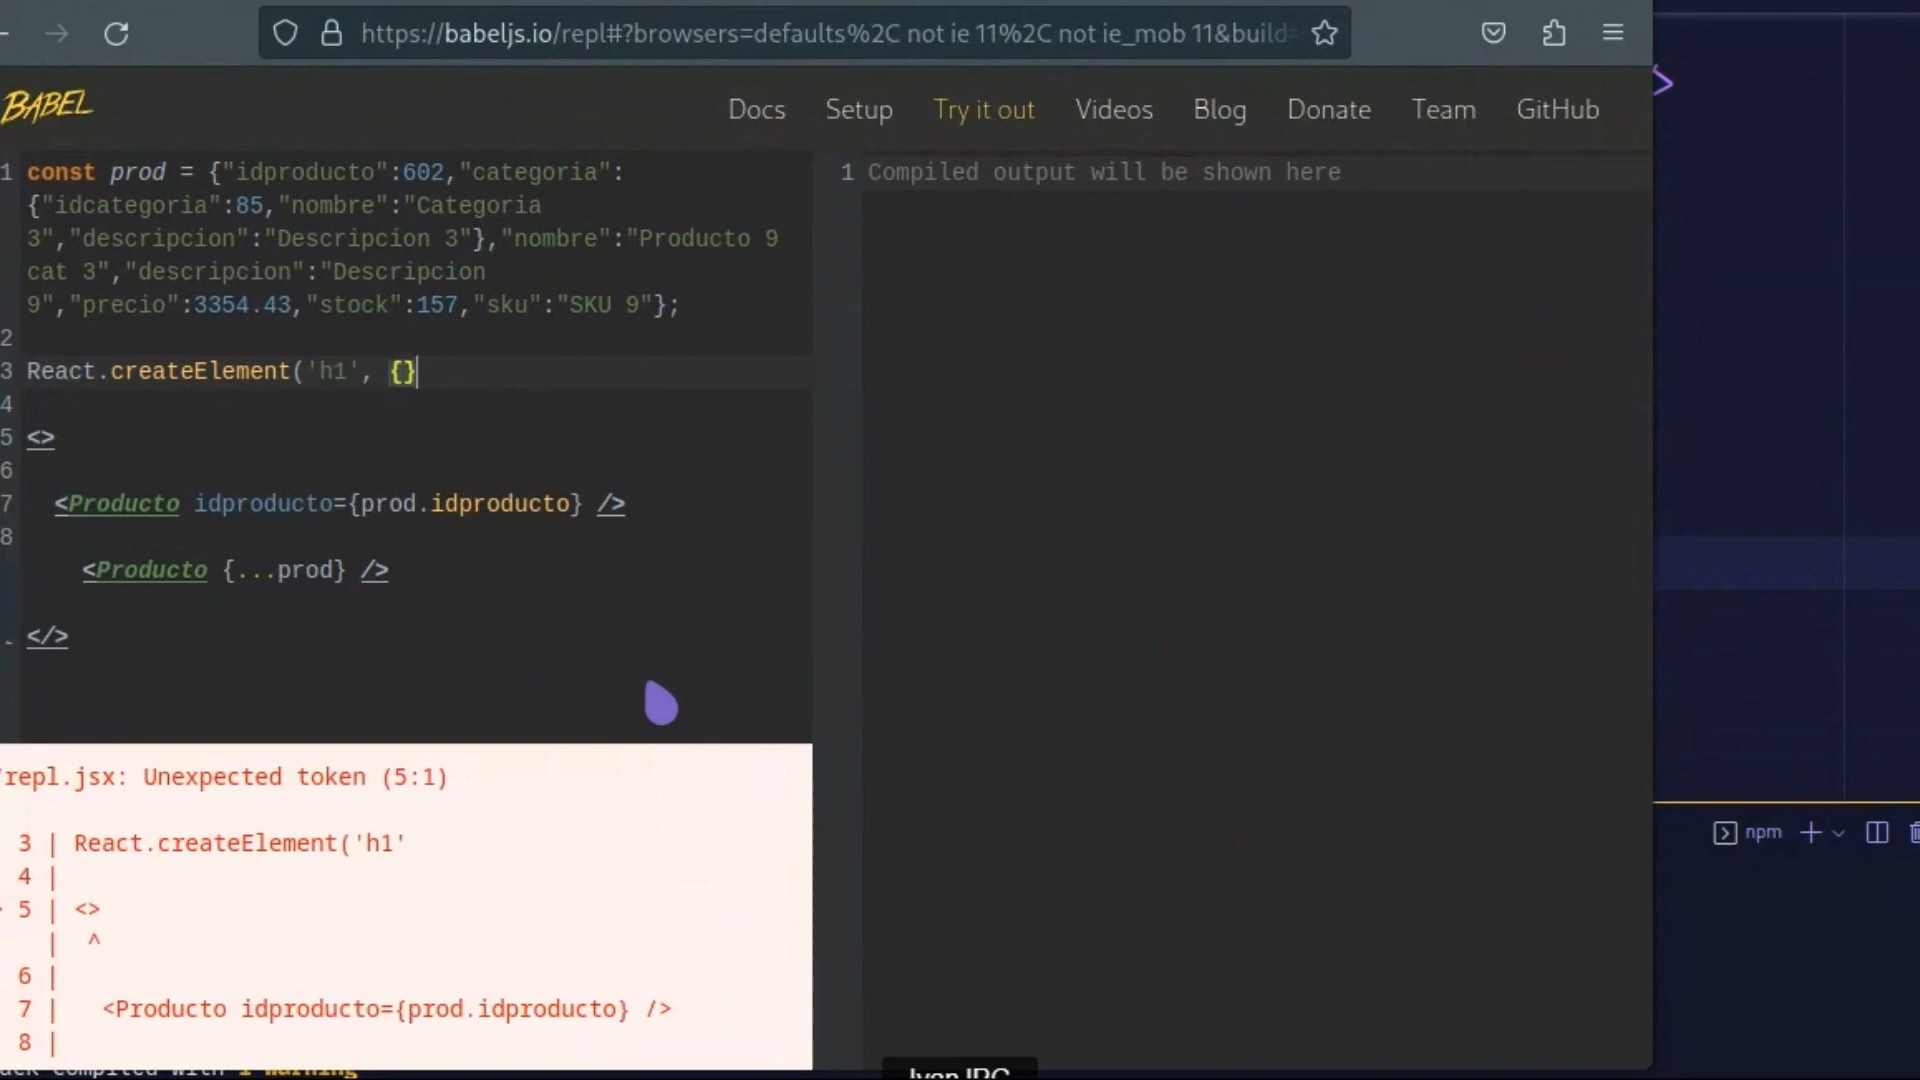 https://babeljs.io/repl#?browsers=defaults%2C not ie 11%2C not ie_mob 11&build=
BABEL
Docs Setup Try it out Videos Blog Donate Team GitHub
1 const prod = {"idproducto":602,"categoria":
{"idcategoria":85,"nombre":"Categoria
3","descripcion":"Descripcion 3"},"nombre":"Producto 9
cat 3","descripcion":"Descripcion
9","precio":3354.43,"stock":157,"sku":"SKU 9"};
2
3 React.createElement('h1', {}
4
5 <>
6
7 <Producto idproducto={prod.idproducto} />
8
<Producto {...prod} />
</>
1 Compiled output will be shown here
/repl.jsx: Unexpected token (5:1)
3 | React.createElement('h1'
4 |
5 | <>
| ^
6 |
7 | <Producto idproducto={prod.idproducto} />
8 |
compiled with 1 warning
/>
npm